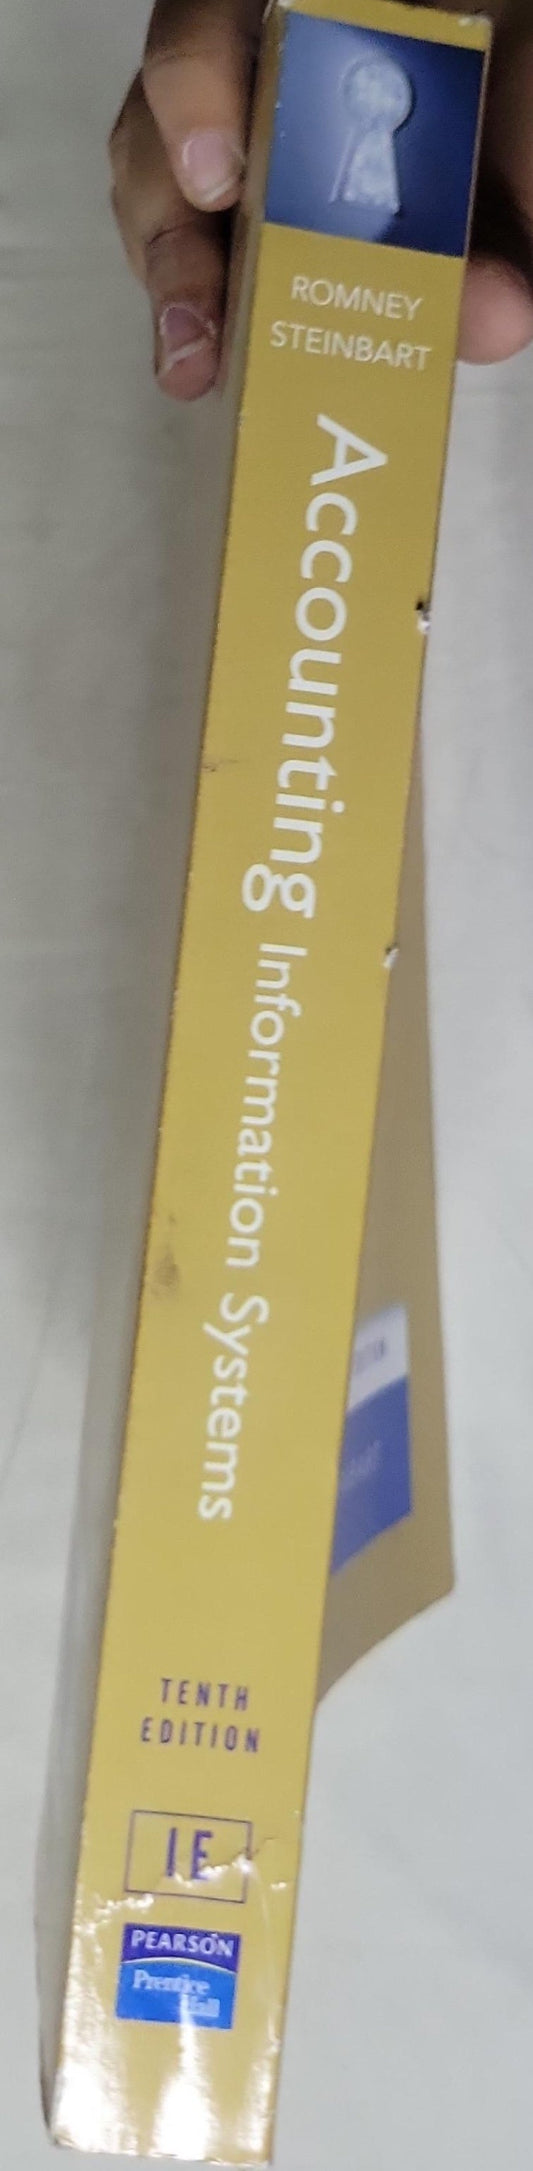 ROMNEY
STEINBART
Accounting Information Systems
TENTH
EDITION
IE
PEARSON
Prentice
Hall